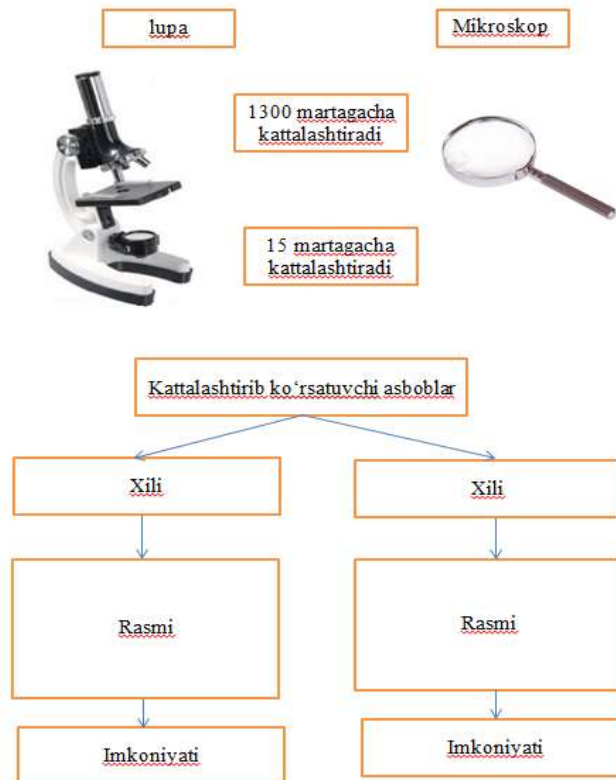 lupa
Mikroskop
1300 martagacha
kattalashtiradi
15 martagacha
kattalashtiradi
Kattalashtirib ko‘rsatuvchi asboblar
Xili
Xili
Rasmi
Rasmi
Imkoniyati
Imkoniyati